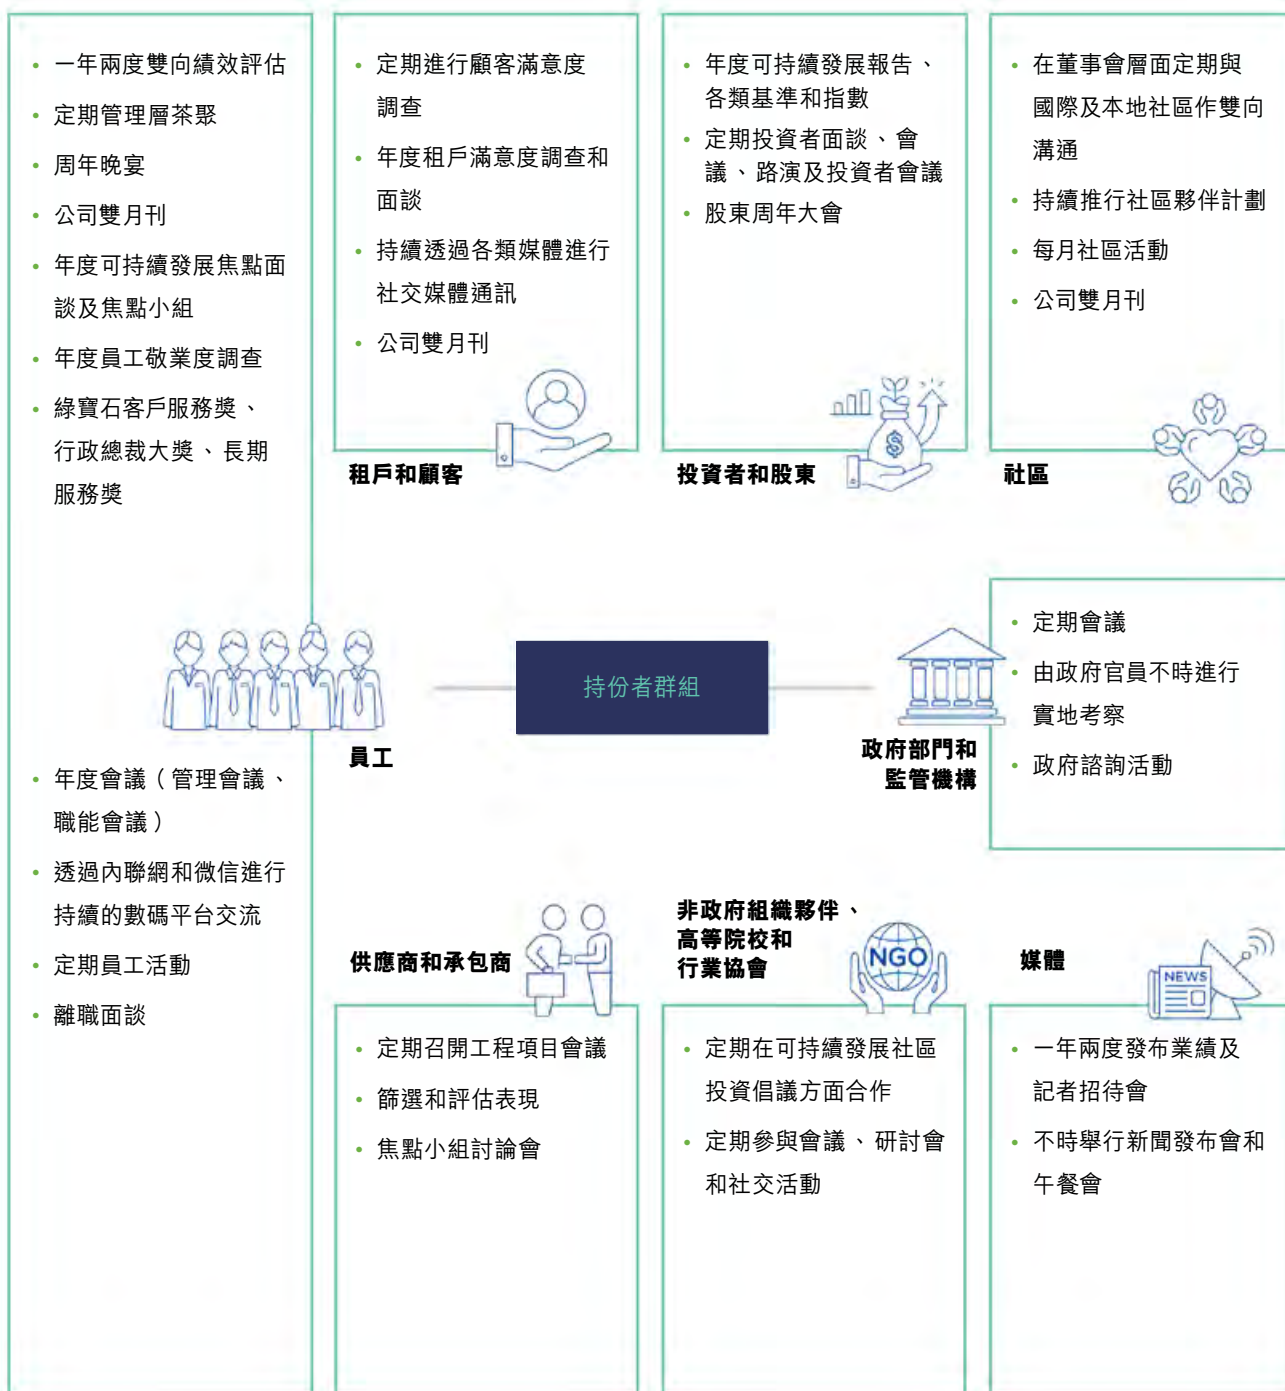 • 一年兩度雙向績效評估
• 定期管理層茶聚
• 周年晚宴
• 公司雙月刊
• 年度可持續發展焦點面
談及焦點小組
• 年度員工敬業度調查
• 綠寶石客戶服務獎、
行政總裁大獎、長期
服務獎
員工
• 年度會議（管理會議、
職能會議）
• 透過內聯網和微信進行
持續的數碼平台交流
• 定期員工活動
• 離職面談
• 定期進行顧客滿意度
調查
• 年度租戶滿意度調查和
面談
• 持續透過各類媒體進行
社交媒體通訊
• 公司雙月刊
租戶和顧客
• 年度可持續發展報告、
各類基準和指數
• 定期投資者面談、會
議、路演及投資者會議
• 股東周年大會
$
投資者和股東
• 在董事會層面定期與
國際及本地社區作雙向
溝通
• 持續推行社區夥伴計劃
• 每月社區活動
• 公司雙月刊
社區
持份者群組
政府部門和
監管機構
• 定期會議
• 由政府官員不時進行
實地考察
• 政府諮詢活動
供應商和承包商
• 定期召開工程項目會議
• 篩選和評估表現
• 焦點小組討論會
非政府組織夥伴、
高等院校和
行業協會
NGO
• 定期在可持續發展社區
投資倡議方面合作
• 定期參與會議、研討會
和社交活動
媒體
NEWS
• 一年兩度發布業績及
記者招待會
• 不時舉行新聞發布會和
午餐會